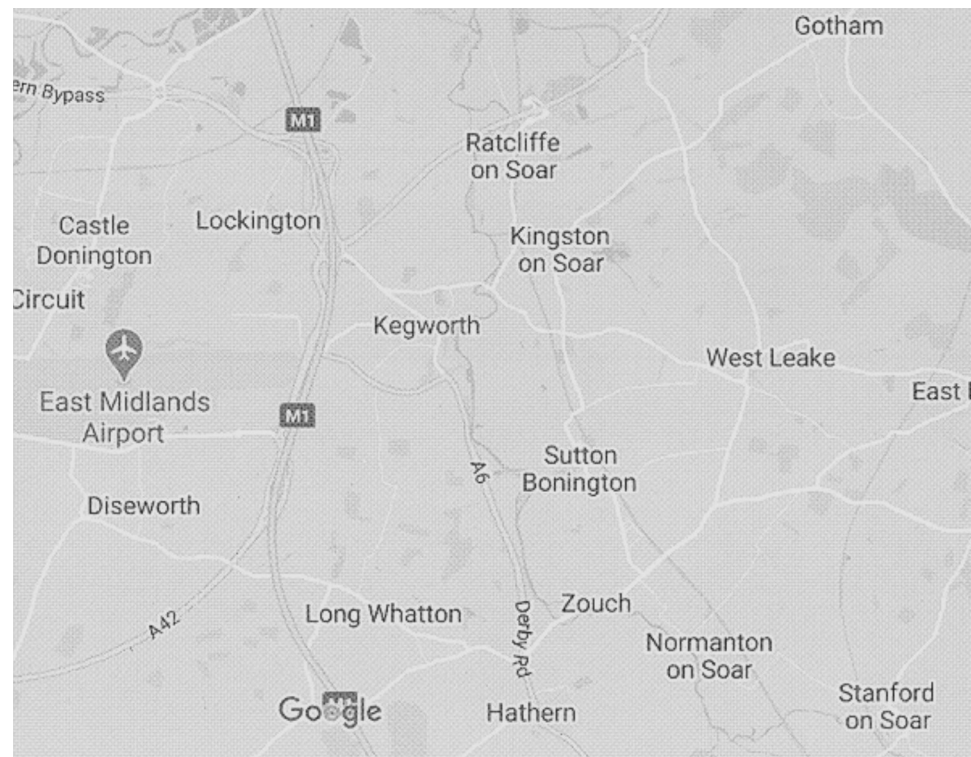 Gotham
ern Bypass
M1
Ratcliffe
on Soar
Castle
Donington
Lockington
Kingston
on Soar
Circuit
Kegworth
West Leake
East Midlands
Airport
East
M1
A6
Sutton
Bonington
Diseworth
A42
Long Whatton
Derby Rd
Zouch
Normanton
on Soar
Google
Hathern
Stanford
on Soar